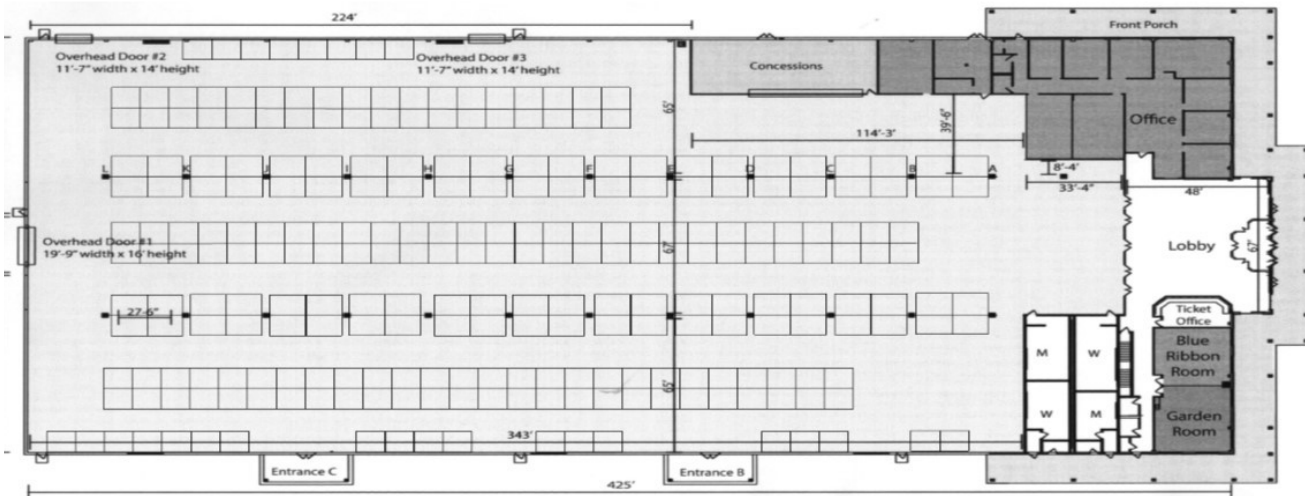 224'
Front Porch
Overhead Door #2
11'-7" width x 14' height
Overhead Door #3
11'-7" width x 14' height
Concessions
65'
39'-6"
114'-3'
Office
L K J I H G F E D C B A
8'-4'
33'-4"
48'
Overhead Door #1
19'-9" width x 16' height
67'
Lobby
67'
27-6"
Ticket
Office
Blue
Ribbon
Room
M W
65'
W M
Garden
Room
343'
Entrance C
Entrance B
425'